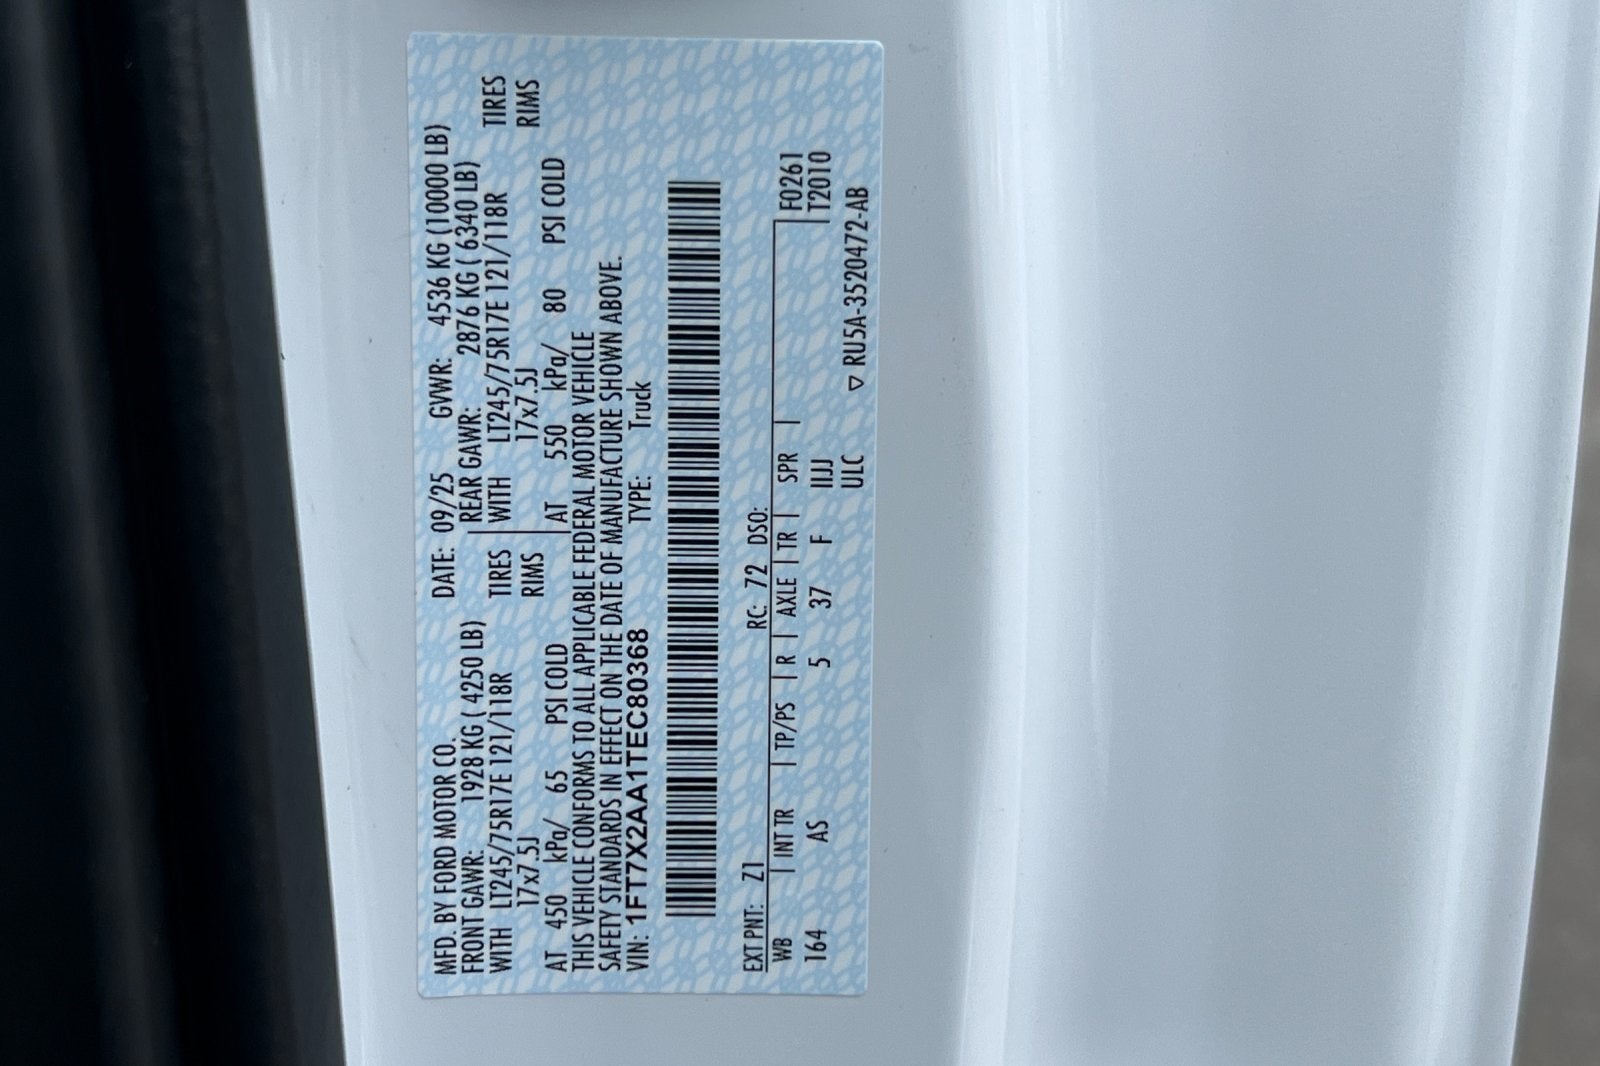 MFD. BY FORD MOTOR CO. DATE: 09/25 GVWR: 4536 KG (10000 LB)
FRONT GAWR: 1928 KG ( 4250 LB) REAR GAWR: 2876 KG ( 6340 LB)
WITH LT245/75R17E 121/118R TIRES WITH LT245/75R17E 121/118R TIRES
17x7.5J RIMS 17x7.5J RIMS
AT 450 kPa/ 65 PSI COLD AT 550 kPa/ 80 PSI COLD
THIS VEHICLE CONFORMS TO ALL APPLICABLE FEDERAL MOTOR VEHICLE
SAFETY STANDARDS IN EFFECT ON THE DATE OF MANUFACTURE SHOWN ABOVE.
VIN: 1FT7X2AA1TEC80368 TYPE: Truck
EXT PNT: Z1 RC: 72 DSO:
WB | INT TR | TP/PS | R | AXLE | TR | SPR | F0261
164 AS 5 37 F IIJJ T2010
ULC ▽ RU5A-3520472-AB